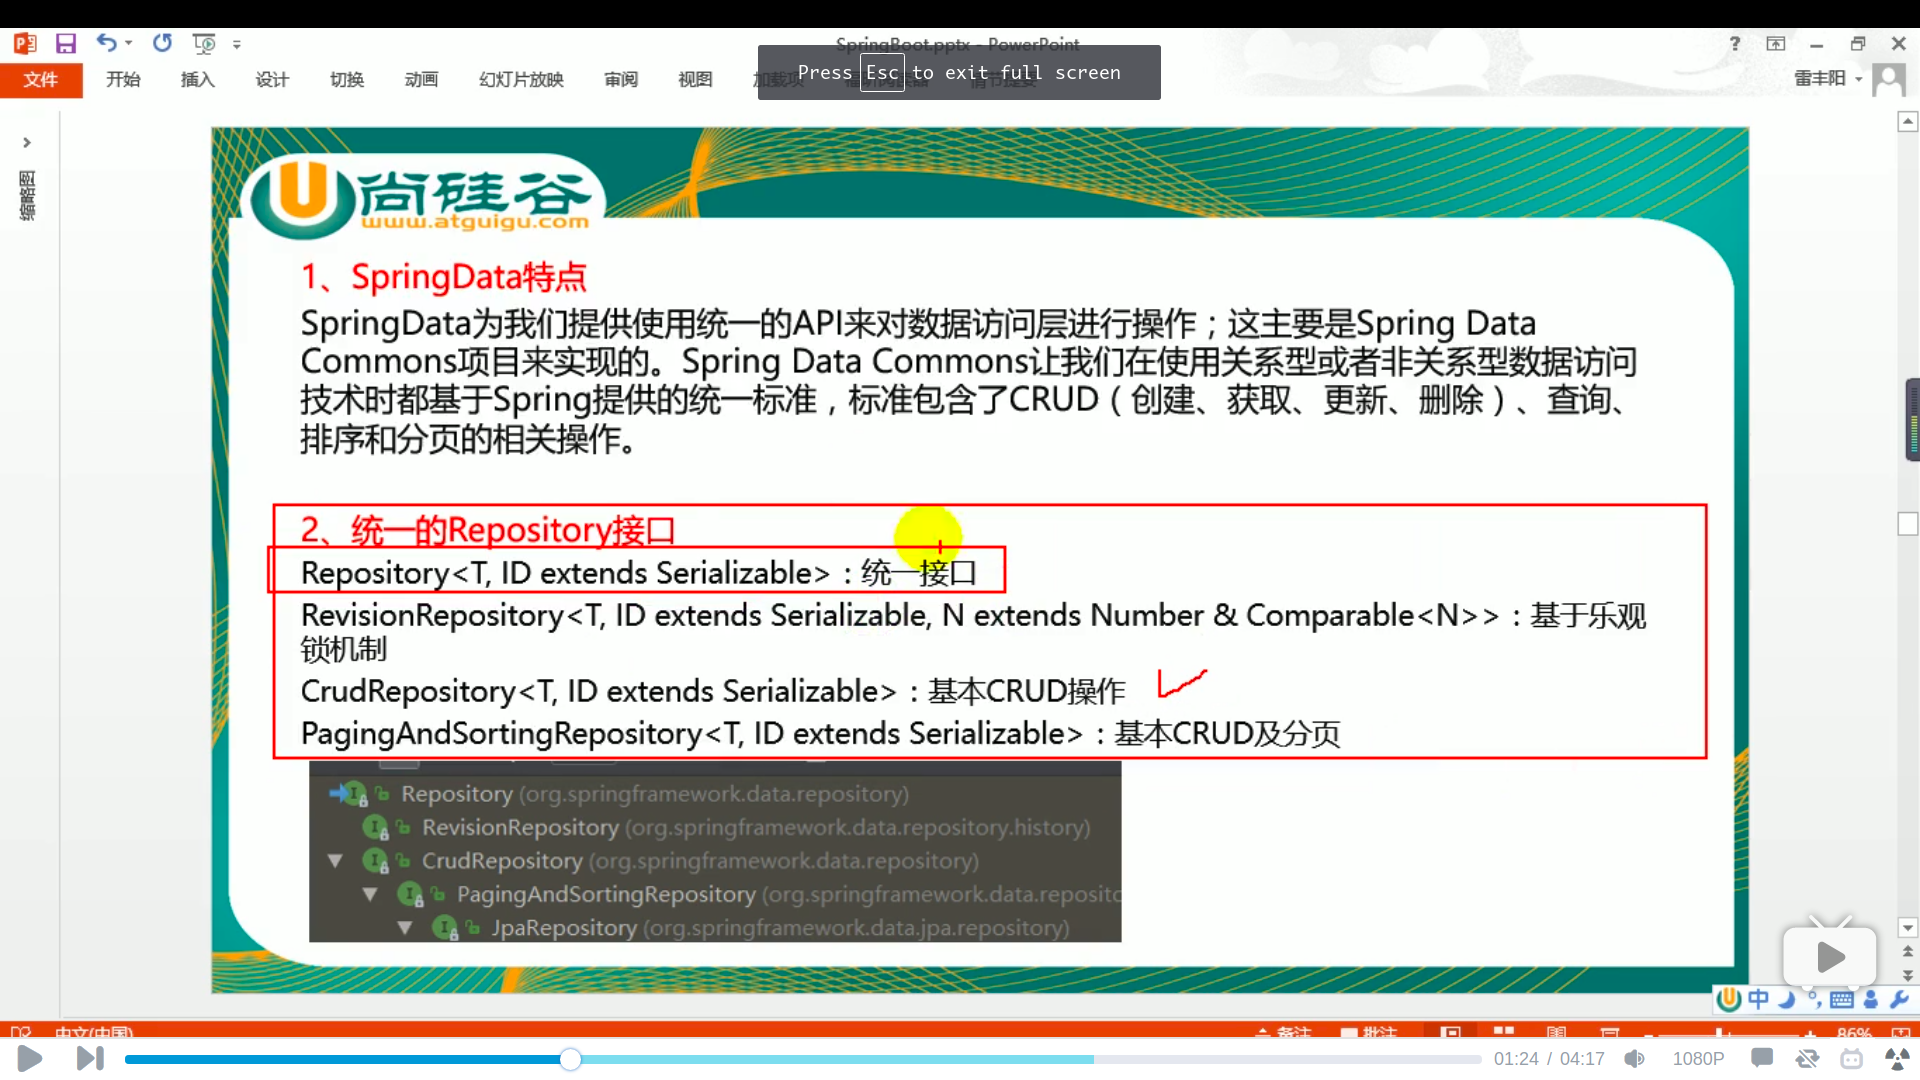 SpringBoot.pptx - PowerPoint
Press Esc to exit full screen
文件 开始 插入 设计 切换 动画 幻灯片放映 审阅 视图 加载项
雷丰阳
缩略图
尚硅谷
www.atguigu.com
1、SpringData特点
SpringData为我们提供使用统一的API来对数据访问层进行操作；这主要是Spring Data
Commons项目来实现的。Spring Data Commons让我们在使用关系型或者非关系型数据访问
技术时都基于Spring提供的统一标准，标准包含了CRUD（创建、获取、更新、删除）、查询、
排序和分页的相关操作。
2、统一的Repository接口
Repository<T, ID extends Serializable>：统一接口
RevisionRepository<T, ID extends Serializable, N extends Number & Comparable<N>>：基于乐观
锁机制
CrudRepository<T, ID extends Serializable>：基本CRUD操作
PagingAndSortingRepository<T, ID extends Serializable>：基本CRUD及分页
Repository (org.springframework.data.repository)
RevisionRepository (org.springframework.data.repository.history)
CrudRepository (org.springframework.data.repository)
PagingAndSortingRepository (org.springframework.data.reposito
JpaRepository (org.springframework.data.jpa.repository)
中
中文(中国) 备注 批注 86%
01:24 / 04:17 1080P